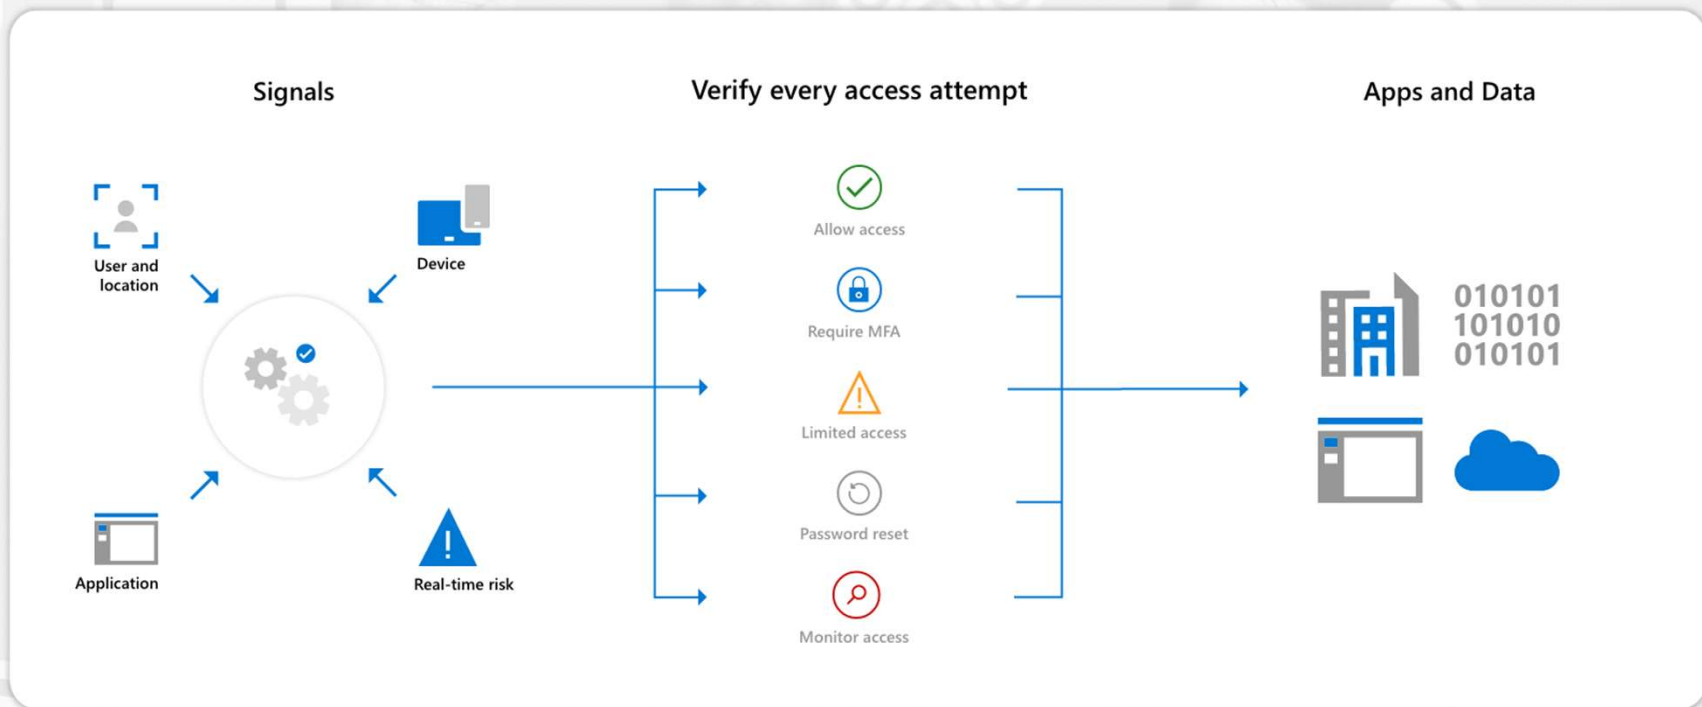 Signals
Verify every access attempt
Apps and Data
User and
location
Device
Application
Real-time risk
Allow access
Require MFA
Limited access
Password reset
Monitor access
010101
101010
010101